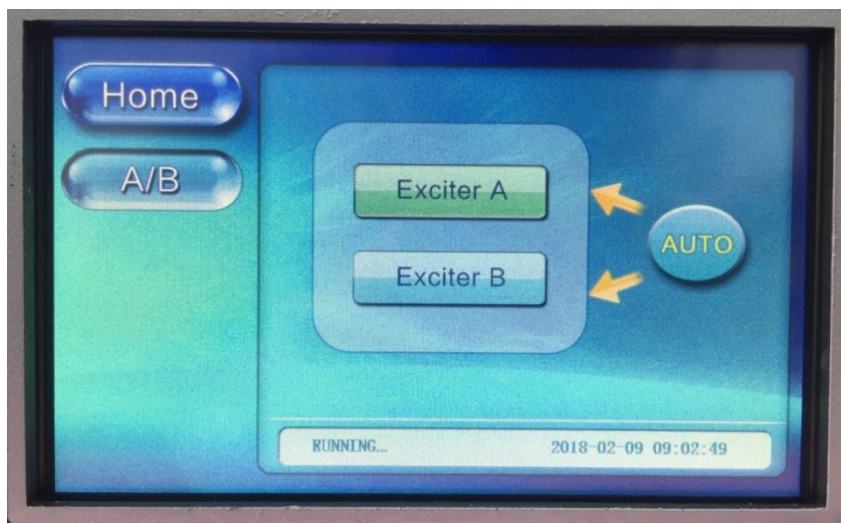 Home
A/B
Exciter A
Exciter B
AUTO
RUNNING... 2018-02-09 09:02:49